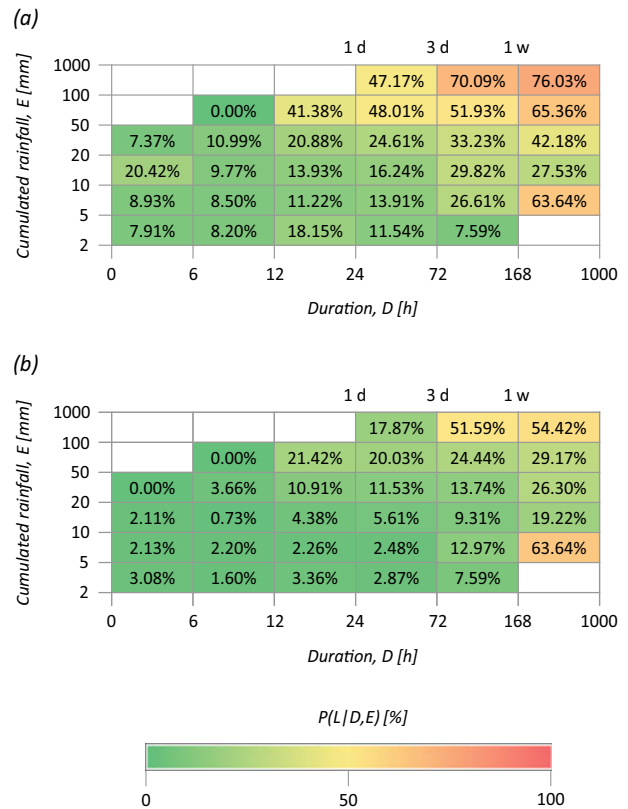 (a)
1 d 3 d 1 w
1000
47.17% 70.09% 76.03%
100
0.00% 41.38% 48.01% 51.93% 65.36%
50
7.37% 10.99% 20.88% 24.61% 33.23% 42.18%
20
20.42% 9.77% 13.93% 16.24% 29.82% 27.53%
10
8.93% 8.50% 11.22% 13.91% 26.61% 63.64%
5
7.91% 8.20% 18.15% 11.54% 7.59%
2
Cumulated rainfall, E [mm]
0 6 12 24 72 168 1000
Duration, D [h]
(b)
1 d 3 d 1 w
1000
17.87% 51.59% 54.42%
100
0.00% 21.42% 20.03% 24.44% 29.17%
50
0.00% 3.66% 10.91% 11.53% 13.74% 26.30%
20
2.11% 0.73% 4.38% 5.61% 9.31% 19.22%
10
2.13% 2.20% 2.26% 2.48% 12.97% 63.64%
5
3.08% 1.60% 3.36% 2.87% 7.59%
2
Cumulated rainfall, E [mm]
0 6 12 24 72 168 1000
Duration, D [h]
P(L|D,E) [%]
0 50 100